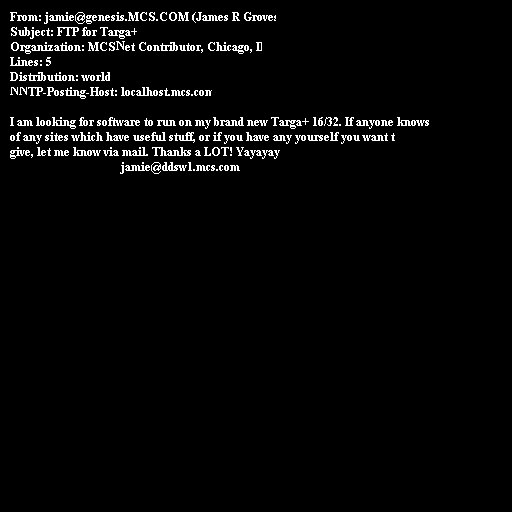 From: jamie@genesis.MCS.COM (James R Groves
Subject: FTP for Targa+
Organization: MCSNet Contributor, Chicago, I
Lines: 5
Distribution: world
NNTP-Posting-Host: localhost.mcs.com

I am looking for software to run on my brand new Targa+ 16/32. If anyone knows
of any sites which have useful stuff, or if you have any yourself you want t
give, let me know via mail. Thanks a LOT! Yayayay
jamie@ddsw1.mcs.com